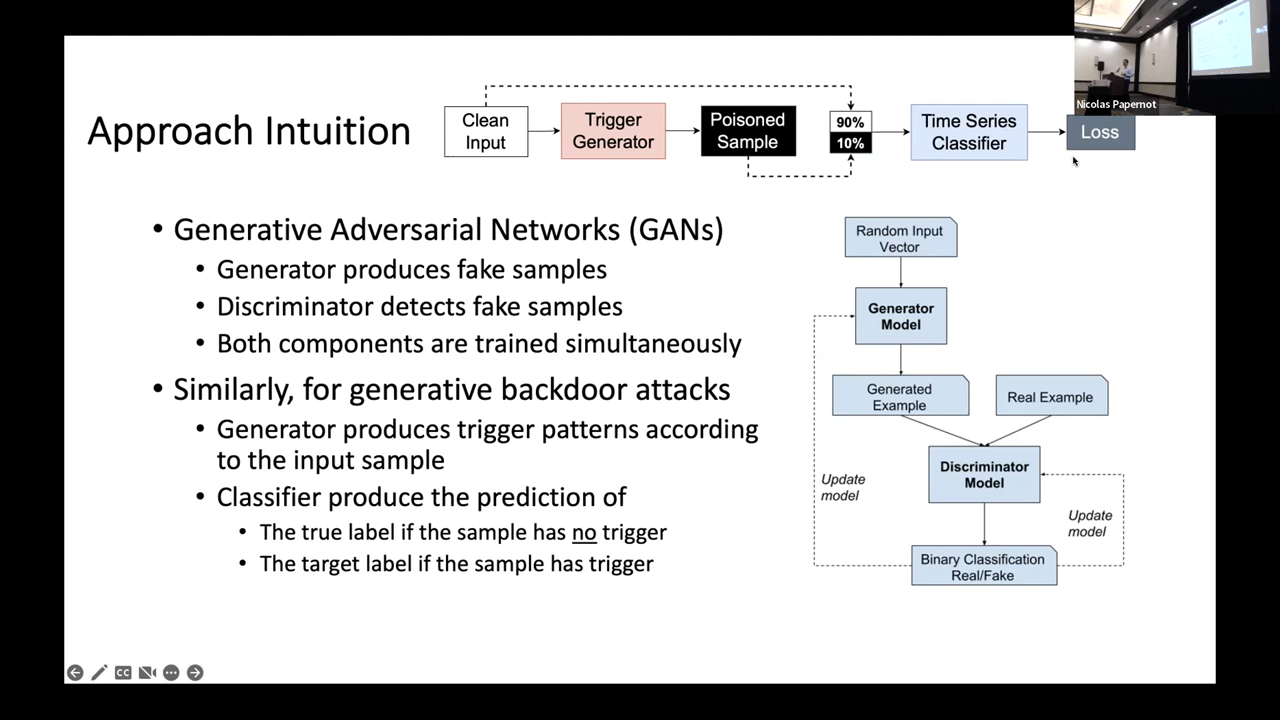 Nicolas Papernot
Approach Intuition
Clean
Input
Trigger
Generator
Poisoned
Sample
90%
10%
Time Series
Classifier
Loss
• Generative Adversarial Networks (GANs)
• Generator produces fake samples
• Discriminator detects fake samples
• Both components are trained simultaneously
• Similarly, for generative backdoor attacks
• Generator produces trigger patterns according
to the input sample
• Classifier produce the prediction of
• The true label if the sample has no trigger
• The target label if the sample has trigger
Random Input
Vector
Generator
Model
Generated
Example
Real Example
Discriminator
Model
Update
model
Update
model
Binary Classification
Real/Fake
CC